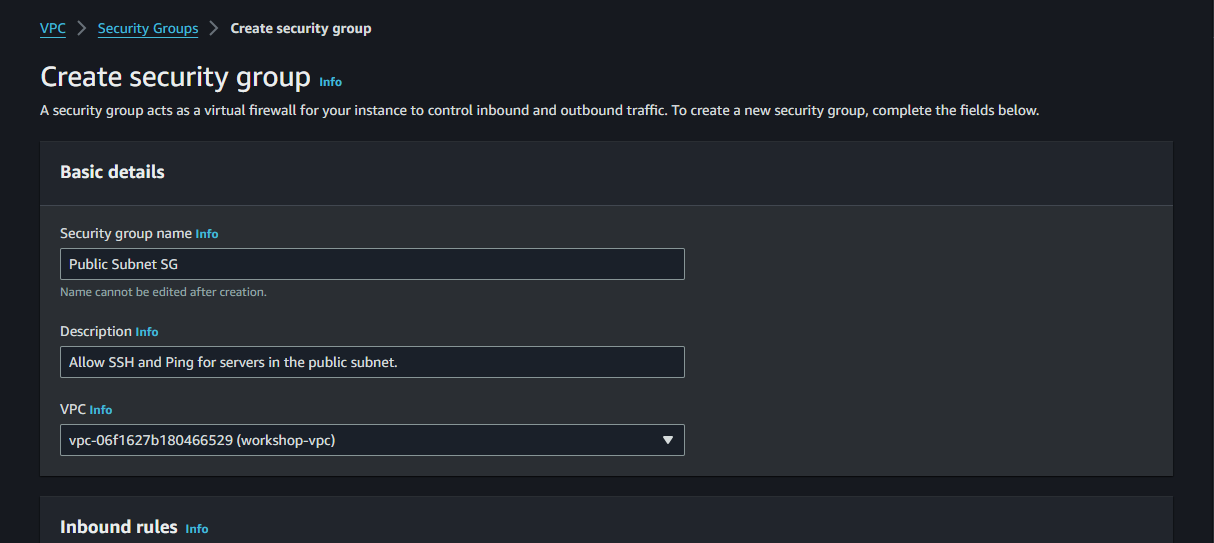 VPC > Security Groups > Create security group
Create security group Info
A security group acts as a virtual firewall for your instance to control inbound and outbound traffic. To create a new security group, complete the fields below.
Basic details
Security group name Info
Public Subnet SG
Name cannot be edited after creation.
Description Info
Allow SSH and Ping for servers in the public subnet.
VPC Info
vpc-06f1627b180466529 (workshop-vpc)
Inbound rules Info